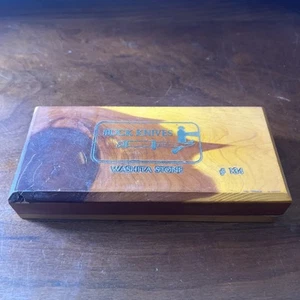 BUCK KNIVES
WASHITA STONE
# 134